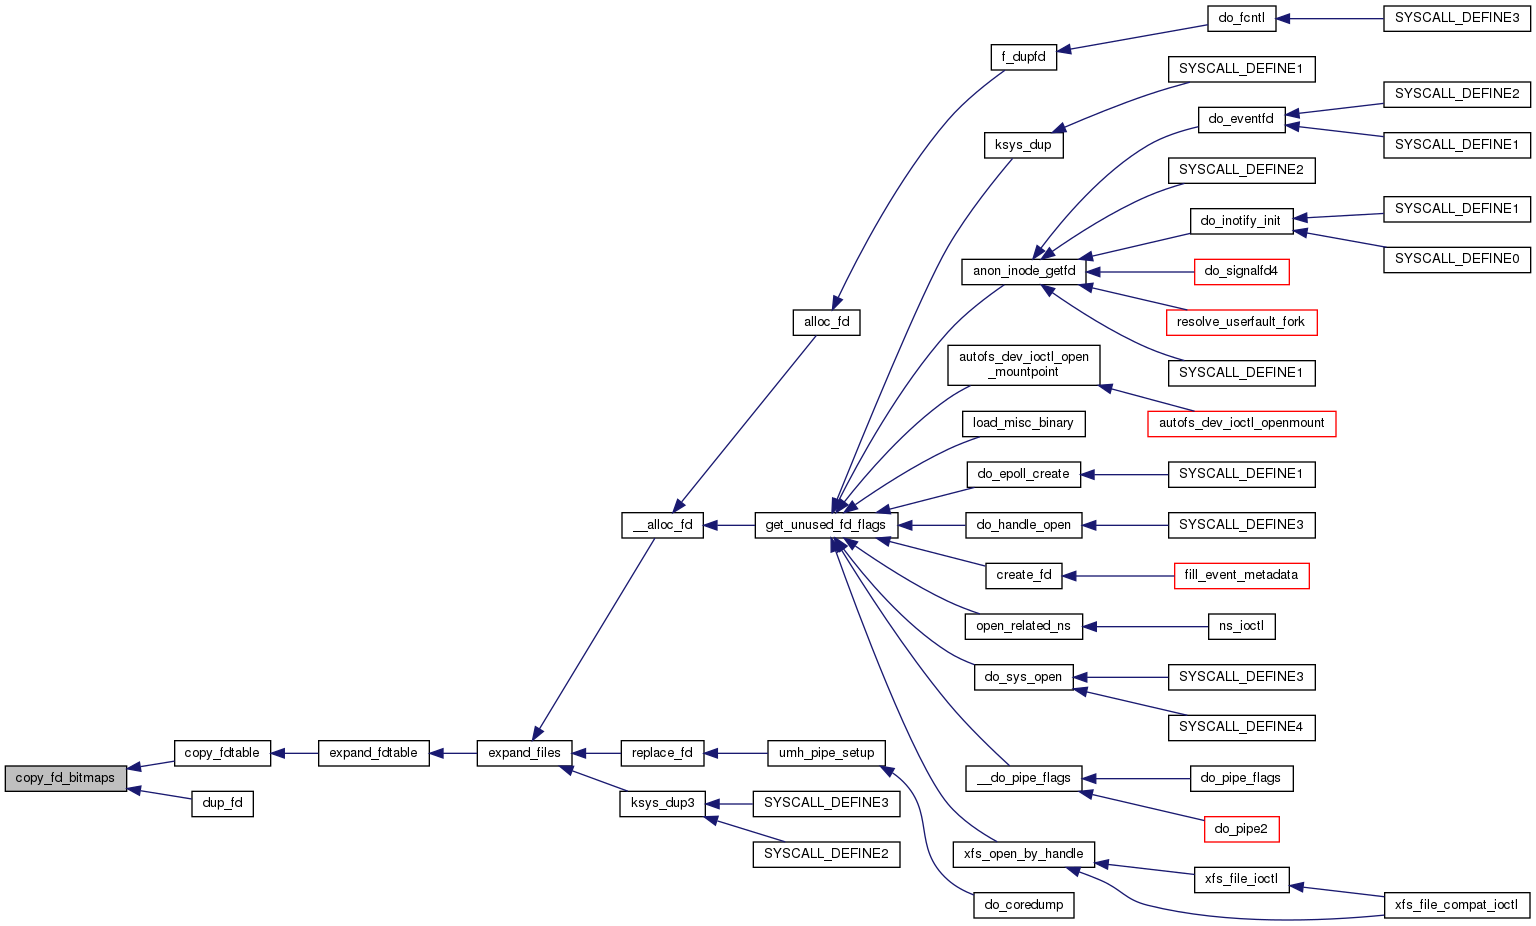 do_fcntl
SYSCALL_DEFINE3
f_dupfd
SYSCALL_DEFINE1
SYSCALL_DEFINE2
do_eventfd
ksys_dup
SYSCALL_DEFINE1
SYSCALL_DEFINE2
SYSCALL_DEFINE1
do_inotify_init
SYSCALL_DEFINE0
anon_inode_getfd
do_signalfd4
alloc_fd
resolve_userfault_fork
autofs_dev_ioctl_open
_mountpoint
SYSCALL_DEFINE1
load_misc_binary
autofs_dev_ioctl_openmount
do_epoll_create
SYSCALL_DEFINE1
__alloc_fd
get_unused_fd_flags
do_handle_open
SYSCALL_DEFINE3
create_fd
fill_event_metadata
open_related_ns
ns_ioctl
do_sys_open
SYSCALL_DEFINE3
SYSCALL_DEFINE4
copy_fdtable
expand_fdtable
expand_files
replace_fd
umh_pipe_setup
copy_fd_bitmaps
__do_pipe_flags
do_pipe_flags
dup_fd
ksys_dup3
SYSCALL_DEFINE3
do_pipe2
SYSCALL_DEFINE2
xfs_open_by_handle
xfs_file_ioctl
do_coredump
xfs_file_compat_ioctl